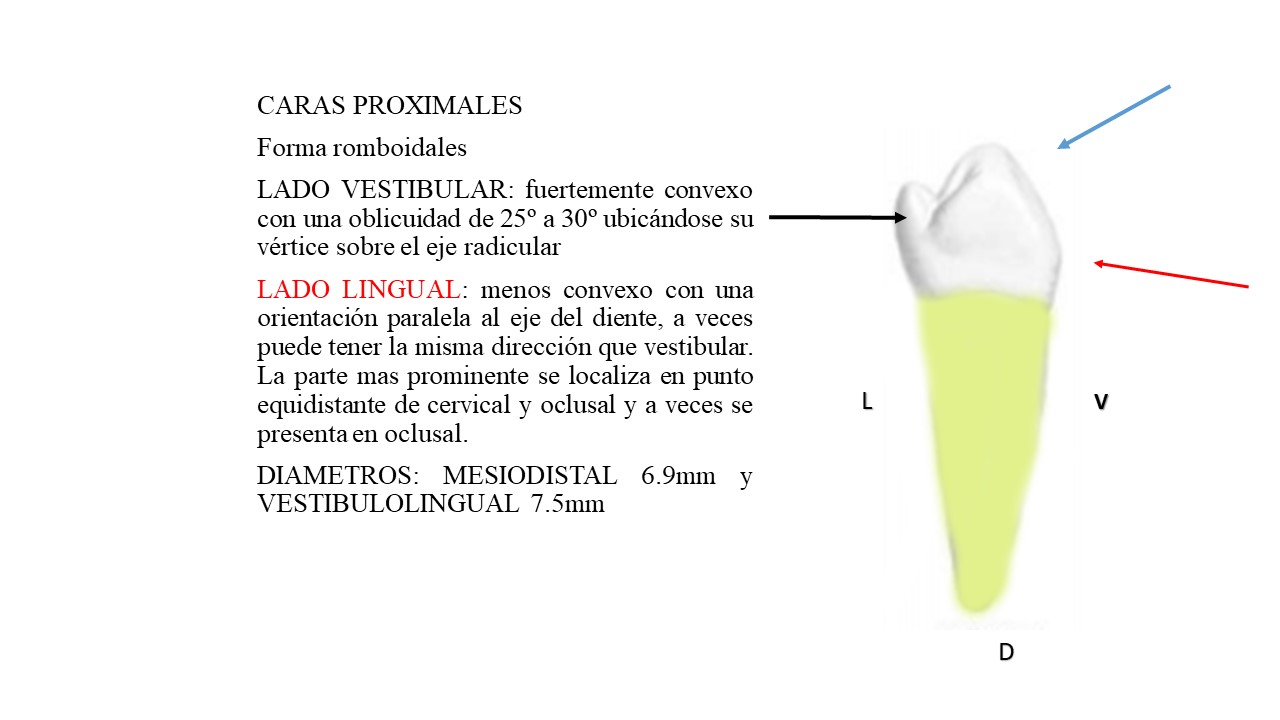 CARAS PROXIMALES
Forma romboidales
LADO VESTIBULAR: fuertemente convexo
con una oblicuidad de 25º a 30º ubicándose su
vértice sobre el eje radicular
LADO LINGUAL: menos convexo con una
orientación paralela al eje del diente, a veces
puede tener la misma dirección que vestibular.
La parte mas prominente se localiza en punto
equidistante de cervical y oclusal y a veces se
presenta en oclusal.
DIAMETROS: MESIODISTAL 6.9mm y
VESTIBULOLINGUAL 7.5mm
L
V
D